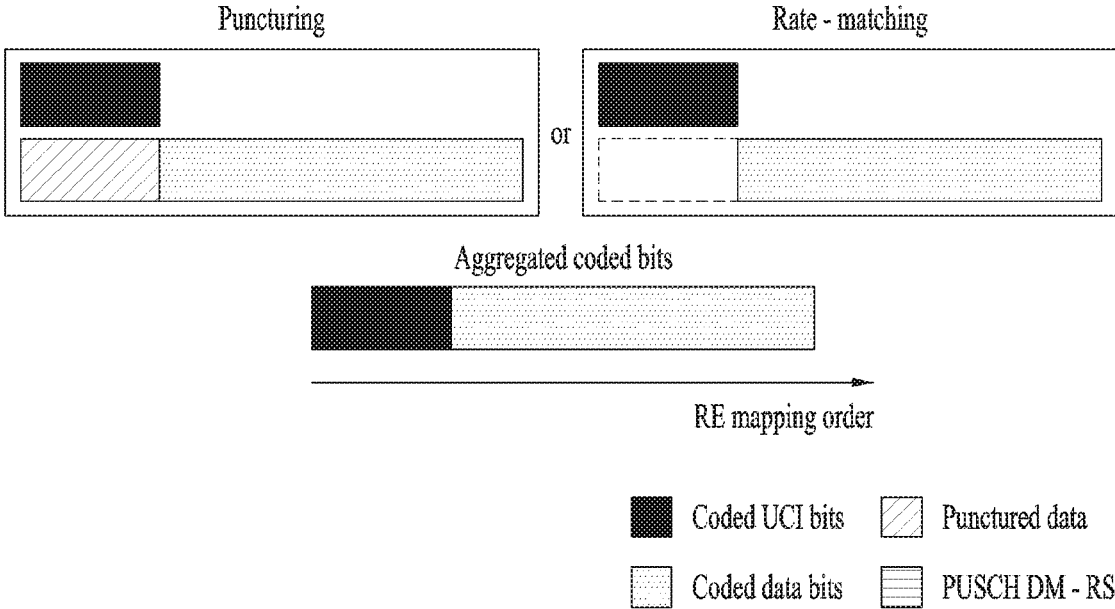 Puncturing
Rate - matching
or
Aggregated coded bits
RE mapping order
Coded UCI bits
Punctured data
Coded data bits
PUSCH DM - RS